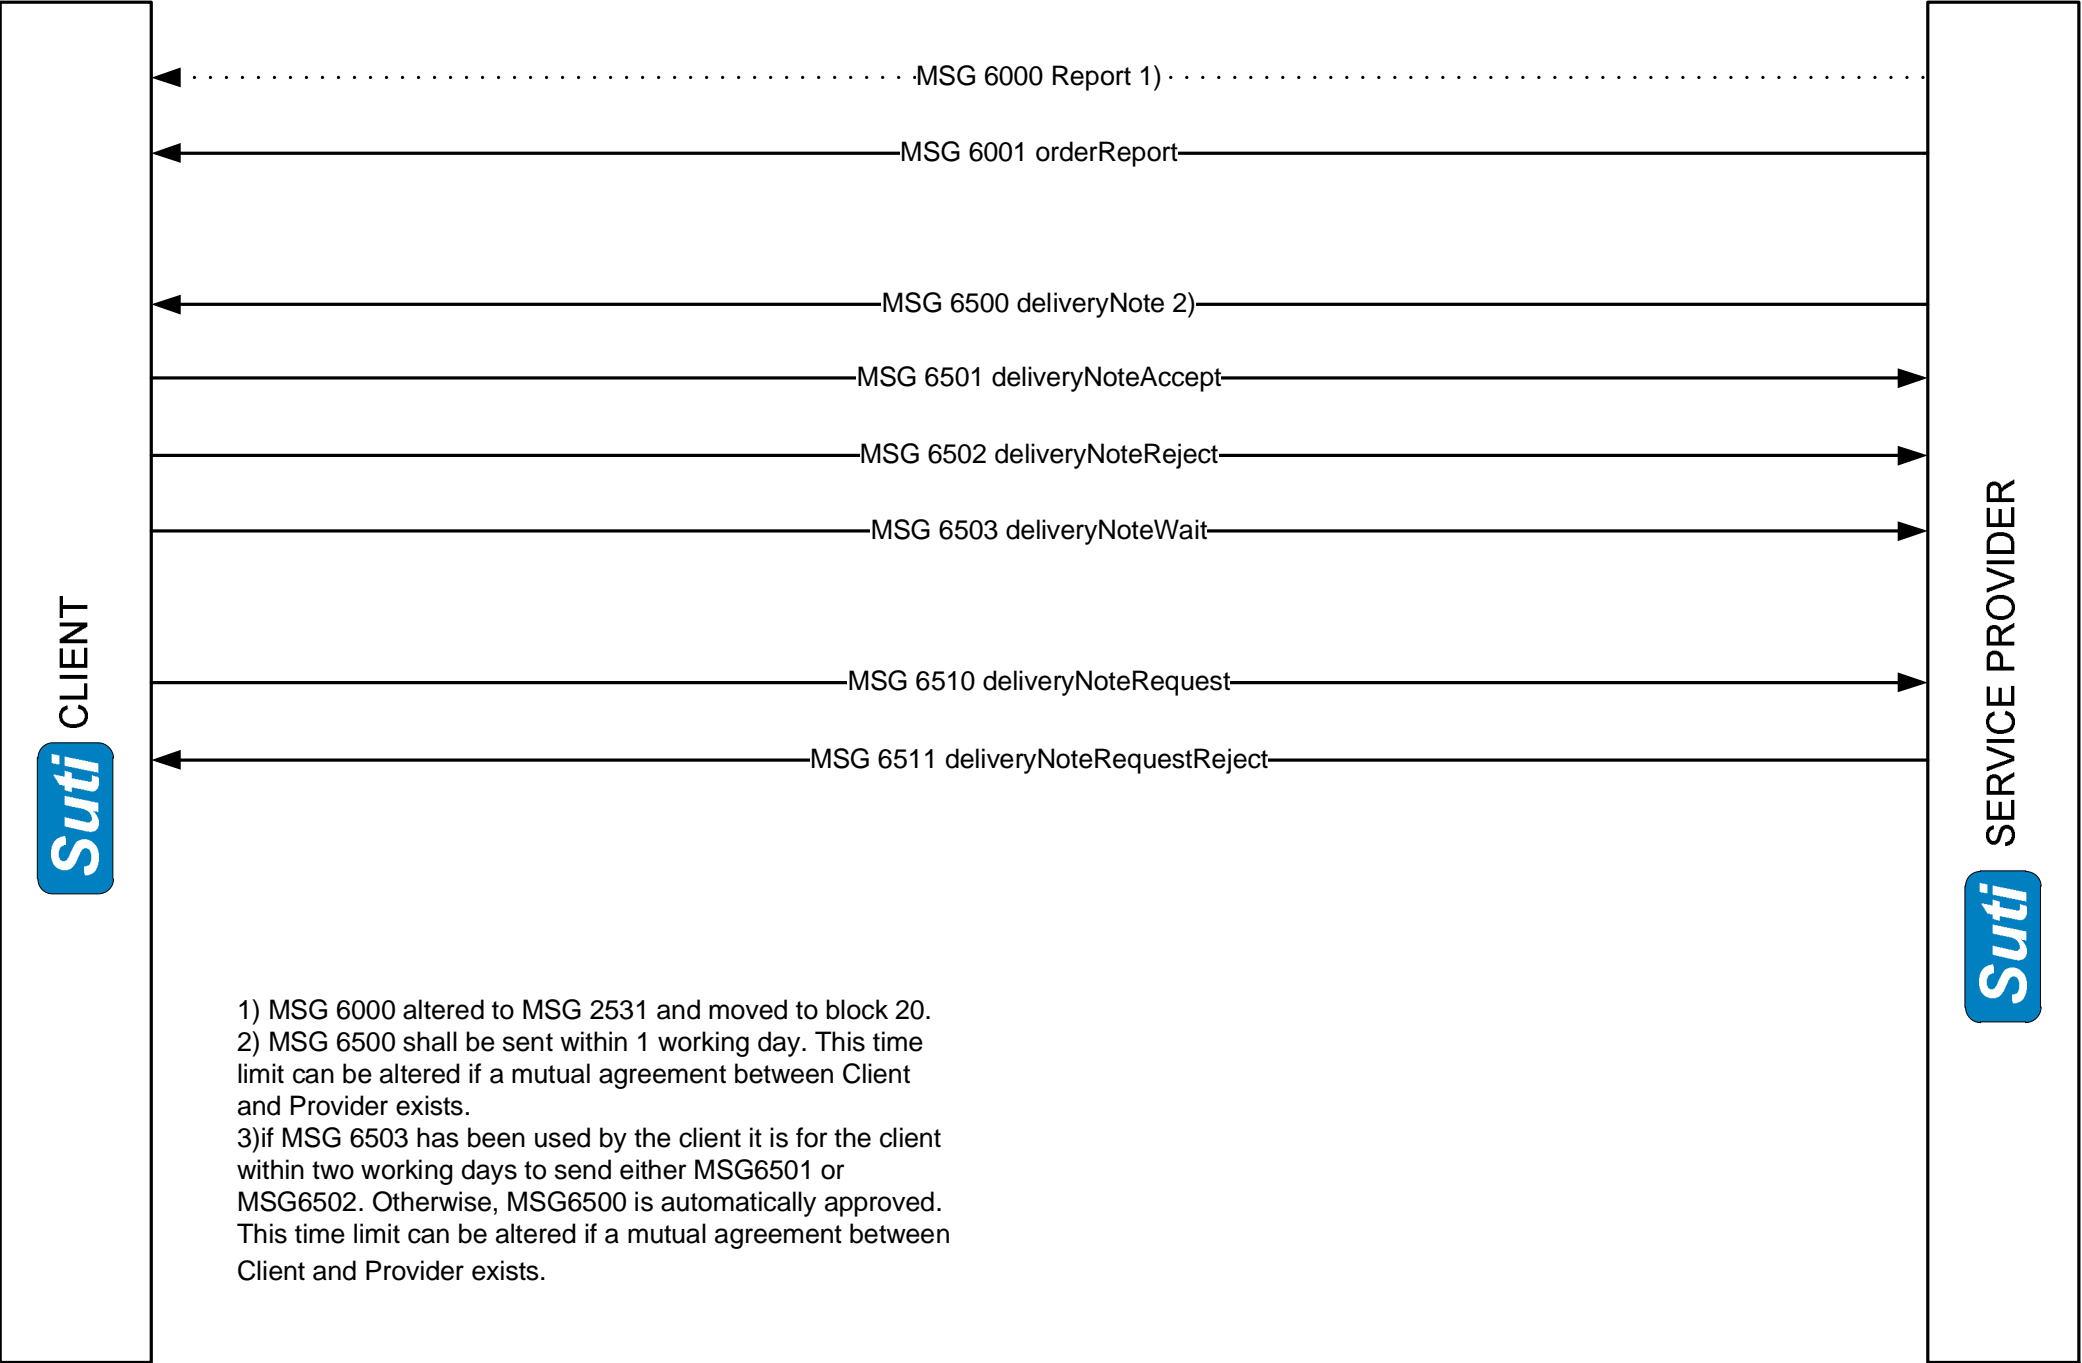 MSG 6000 Report 1)
MSG 6001 orderReport
MSG 6500 deliveryNote 2)
MSG 6501 deliveryNoteAccept
MSG 6502 deliveryNoteReject
MSG 6503 deliveryNoteWait
MSG 6510 deliveryNoteRequest
MSG 6511 deliveryNoteRequestReject
Suti CLIENT
Suti SERVICE PROVIDER
1) MSG 6000 altered to MSG 2531 and moved to block 20.
2) MSG 6500 shall be sent within 1 working day. This time
limit can be altered if a mutual agreement between Client
and Provider exists.
3)if MSG 6503 has been used by the client it is for the client
within two working days to send either MSG6501 or
MSG6502. Otherwise, MSG6500 is automatically approved.
This time limit can be altered if a mutual agreement between
Client and Provider exists.